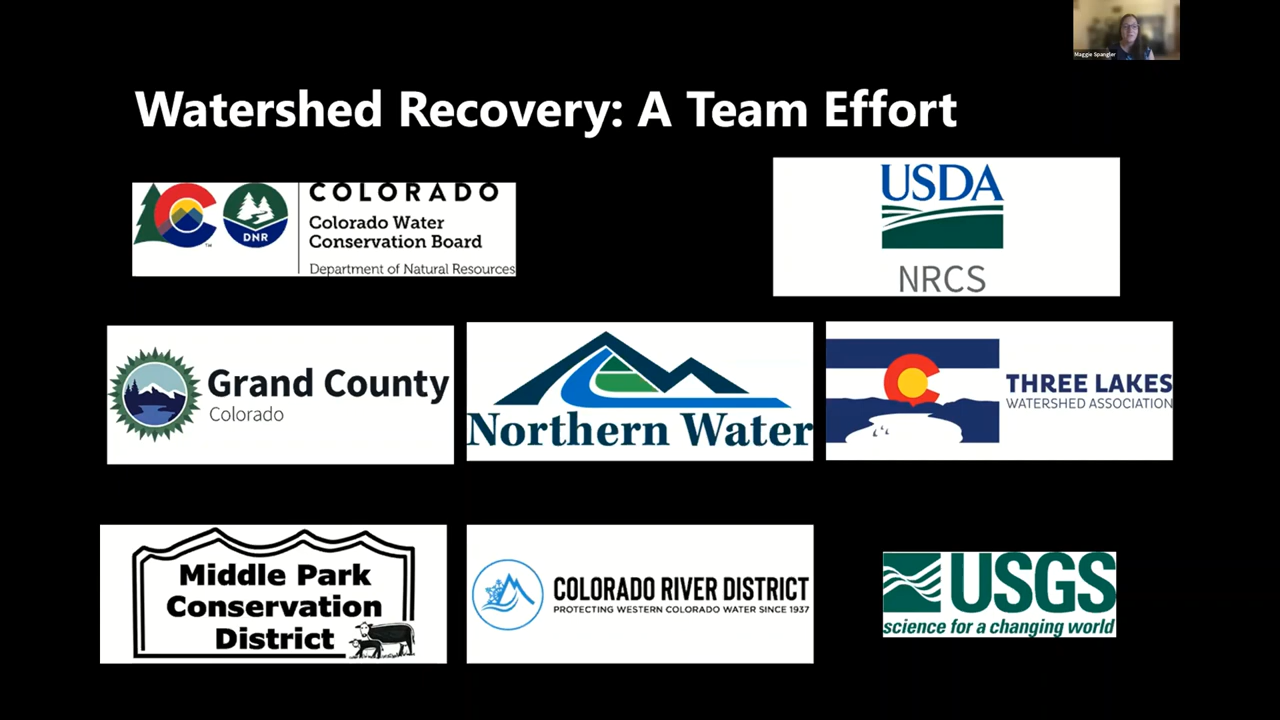 Maggie Spangler
Watershed Recovery: A Team Effort
COLORADO
Colorado Water
Conservation Board
Department of Natural Resources
DNR
TM
USDA
NRCS
Grand County
Colorado
Northern Water
THREE LAKES
WATERSHED ASSOCIATION
Middle Park
Conservation
District
COLORADO RIVER DISTRICT
PROTECTING WESTERN COLORADO WATER SINCE 1937
USGS
science for a changing world